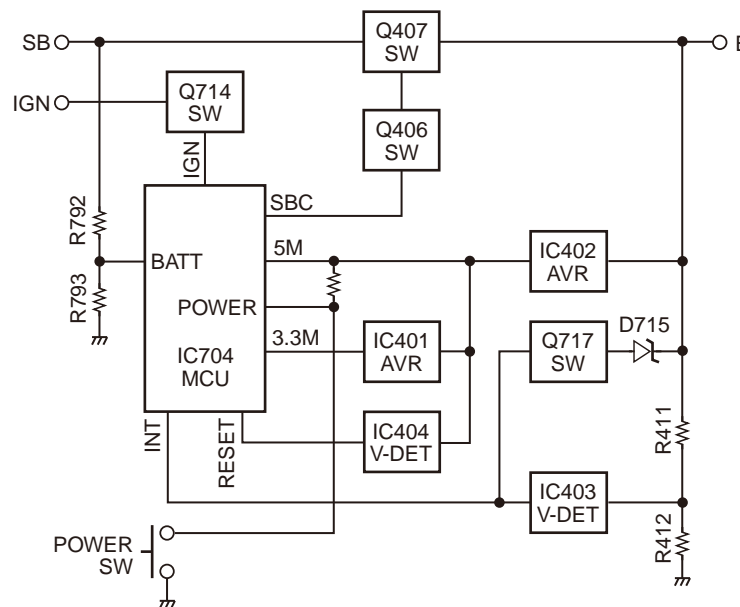 SB
Q407
SW
IGN
Q714
SW
Q406
SW
IGN
SBC
R792
5M
IC402
AVR
BATT
R793
POWER
D715
3.3M
IC401
AVR
Q717
SW
IC704
MCU
R411
INT
RESET
IC404
V-DET
IC403
V-DET
R412
POWER
SW